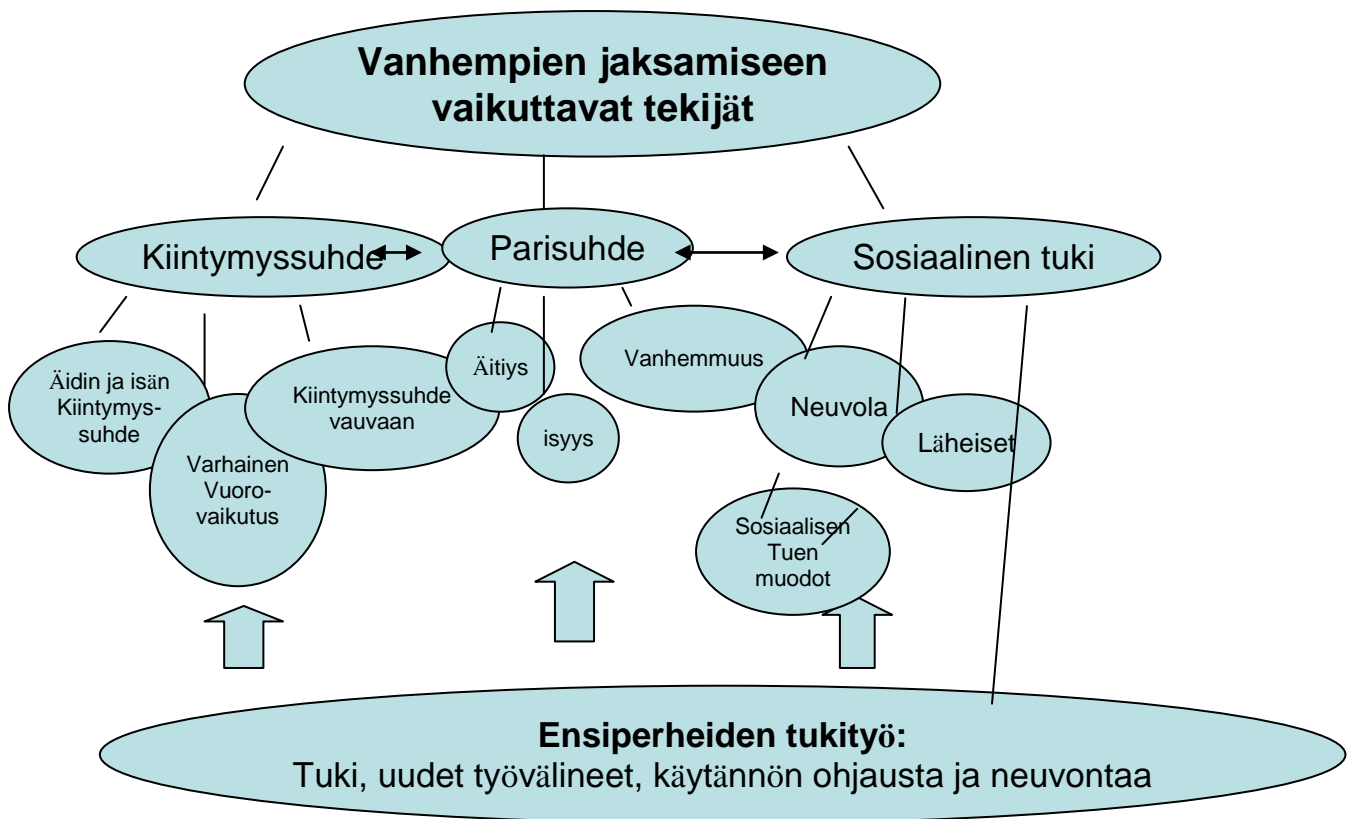 Vanhempien jaksamiseen
vaikuttavat tekijät
Kiintymyssuhde
Parisuhde
Sosiaalinen tuki
Äidin ja isän
Kiintymys-
suhde
Varhainen
Vuoro-
vaikutus
Kiintymyssuhde
vauvaan
Äitiys
isyys
Vanhemmuus
Neuvola
Läheiset
Sosiaalisen
Tuen
muodot
Ensiperheiden tukityö:
Tuki, uudet työvälineet, käytännön ohjausta ja neuvontaa